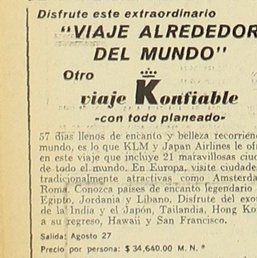 Disfrute este extraordinario
"VIAJE ALREDEDOR
DEL MUNDO"
Otro
viaje Konfiable
-con todo planeado-
57 días llenos de encanto y belleza recorrien
mundo, es lo que KLM y Japan Airlines le ofr
en este viaje que incluye 21 maravillosas ciud
de todo el mundo. En Europa, visite ciudade
tradicionalmente atractivas como Amsterda
Roma. Conozca países de encanto legendario
Egipto, Jordania y Líbano. Disfrute del exo
de la India y el Japón, Tailandia, Hong Ko
a su regreso, Hawaii y San Francisco.
Salida: Agosto 27
Precio por persona: $ 34,640.00 M. N.*